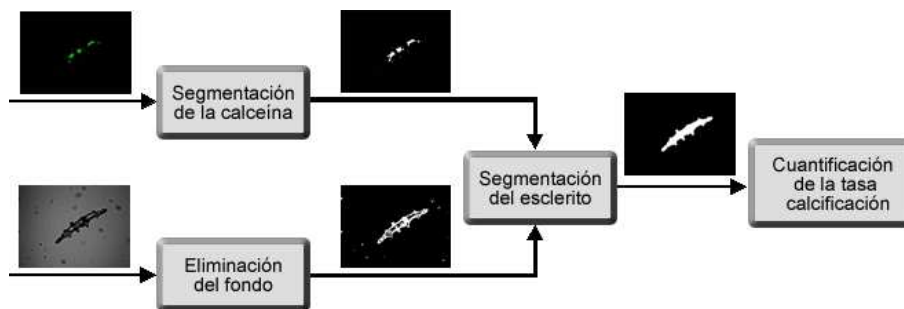 Segmentación
de la calceína
Segmentación
del esclerito
Cuantificación
de la tasa
calcificación
Eliminación
del fondo